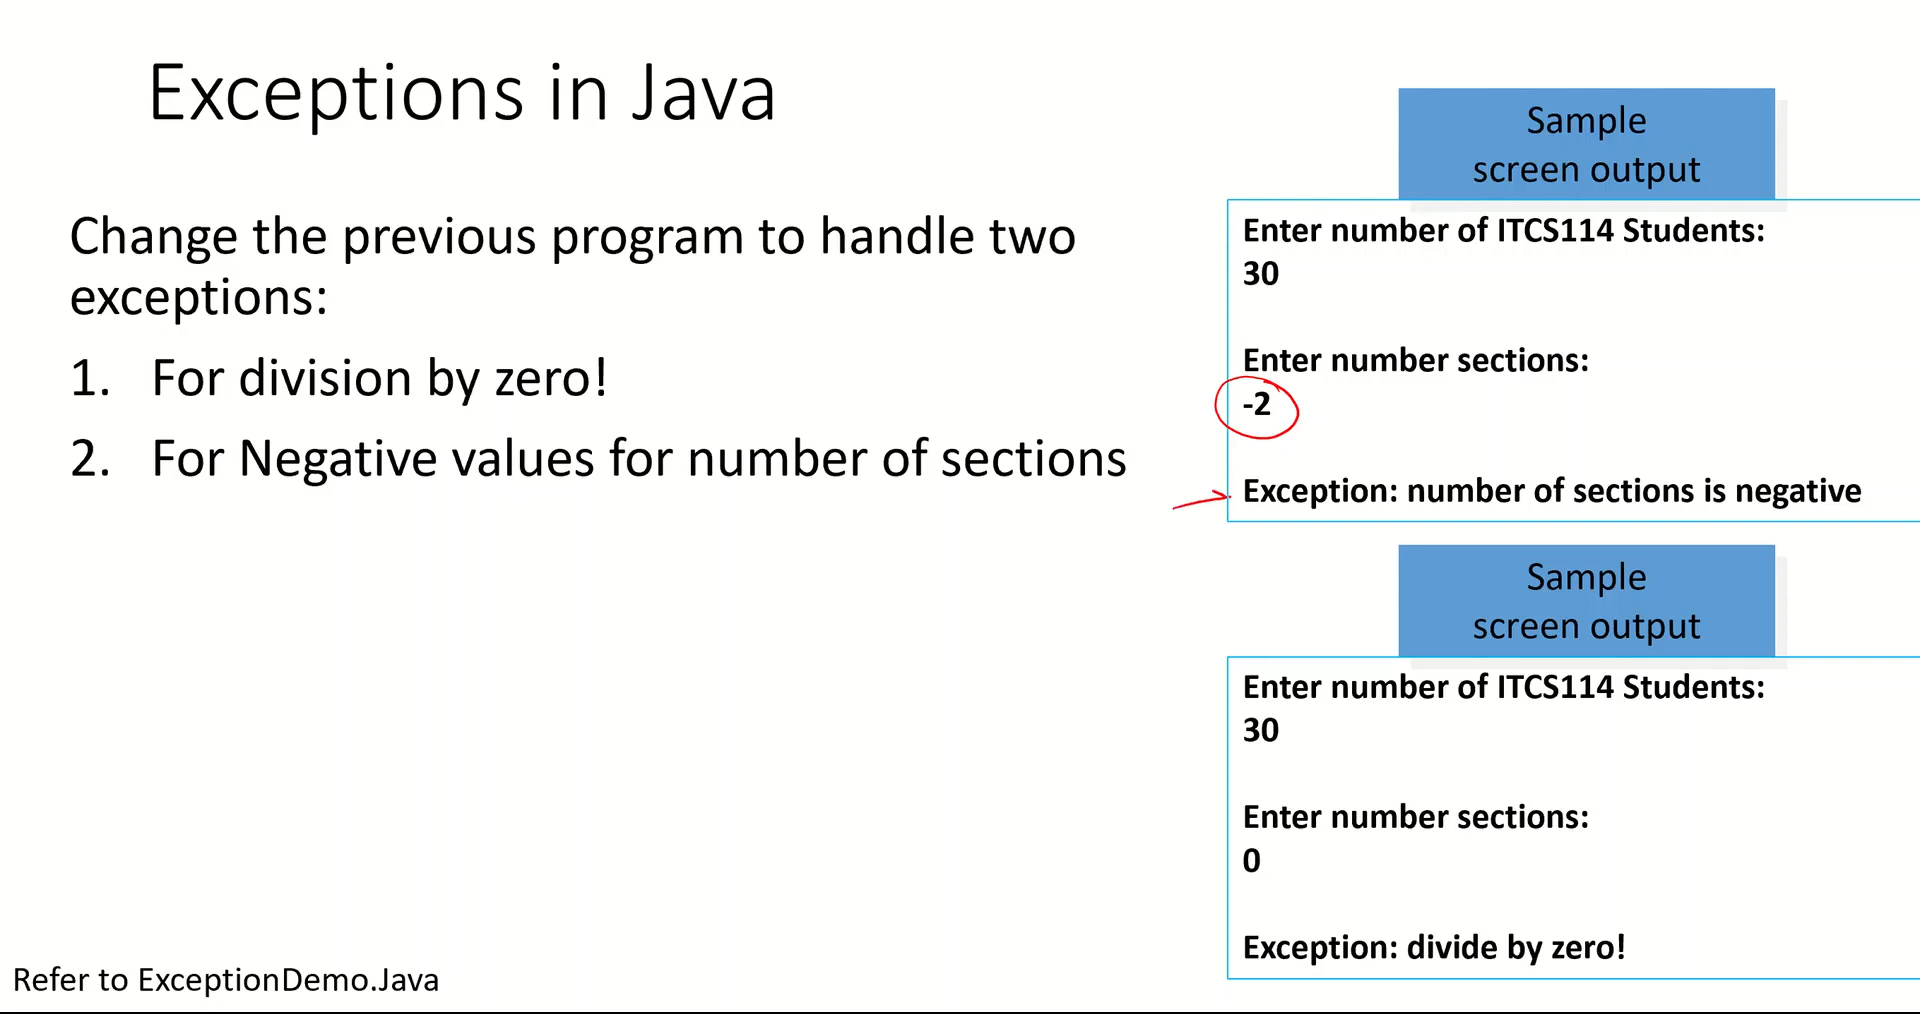 Exceptions in Java
Change the previous program to handle two
exceptions:
1. For division by zero!
2. For Negative values for number of sections
Sample
screen output
Enter number of ITCS114 Students:
30
Enter number sections:
-2
Exception: number of sections is negative
Sample
screen output
Enter number of ITCS114 Students:
30
Enter number sections:
0
Exception: divide by zero!
Refer to ExceptionDemo.Java